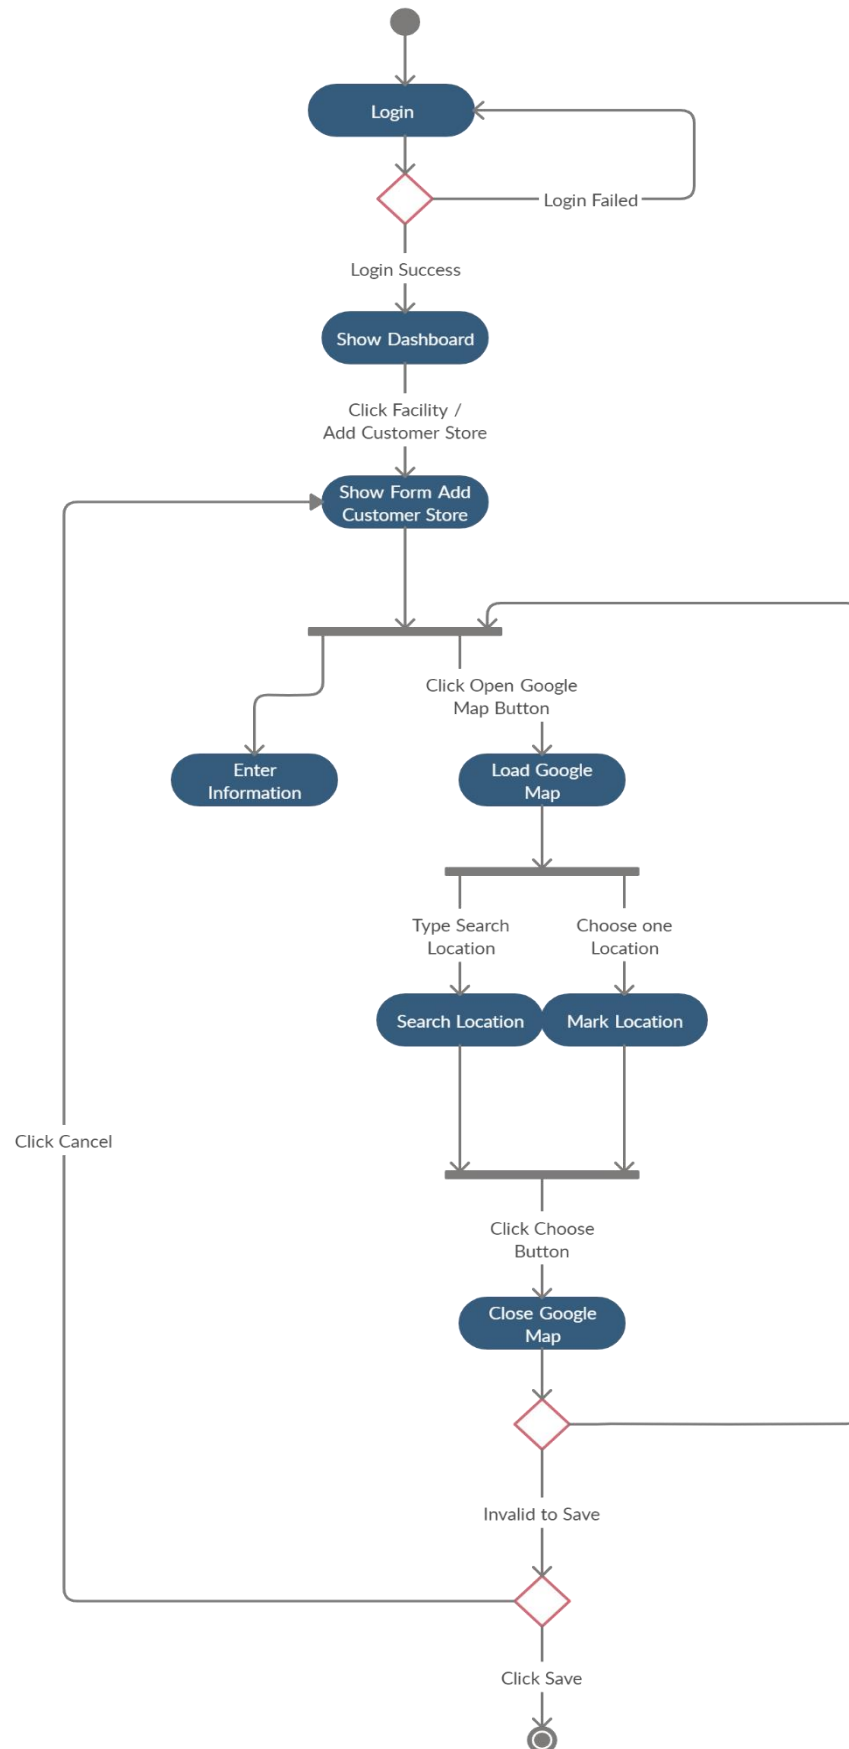 Login
Login Failed
Login Success
Show Dashboard
Click Facility /
Add Customer Store
Show Form Add
Customer Store
Click Open Google
Map Button
Enter
Information
Load Google
Map
Type Search
Location
Choose one
Location
Search Location
Mark Location
Click Cancel
Click Choose
Button
Close Google
Map
Invalid to Save
Click Save